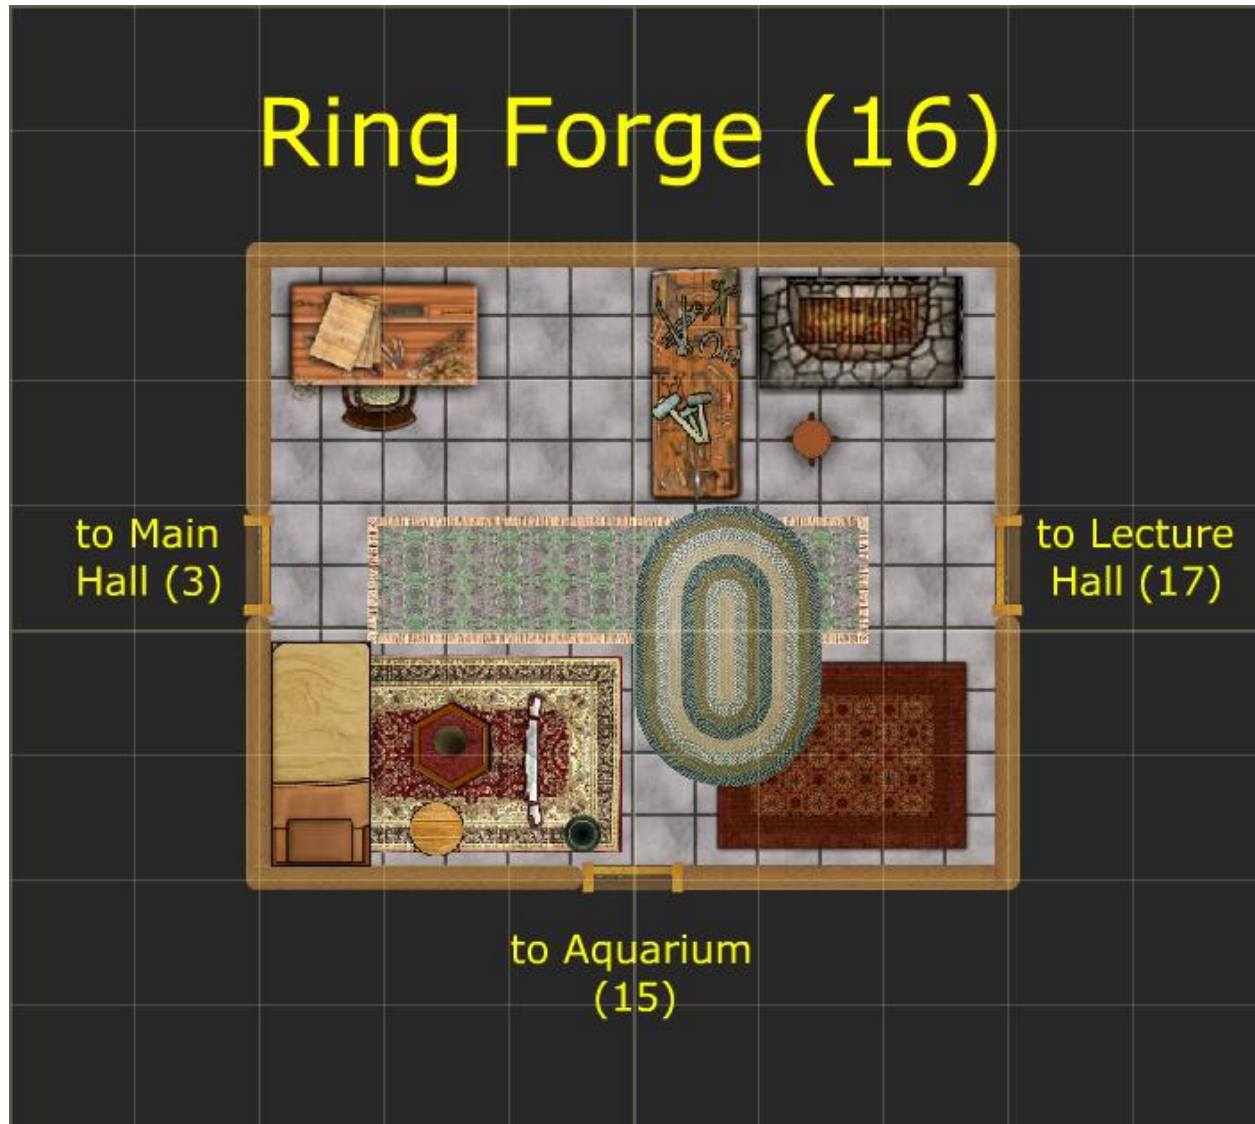 Ring Forge (16)
to Main
Hall (3)
to Lecture
Hall (17)
to Aquarium
(15)